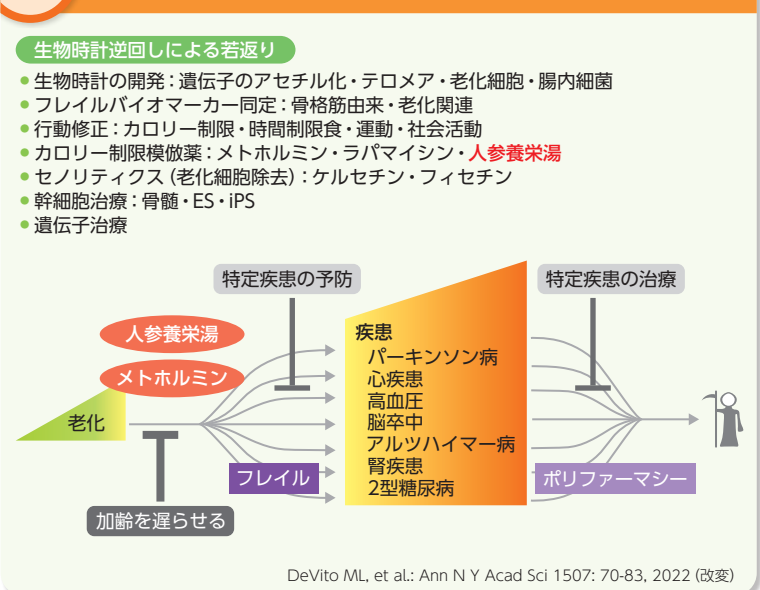 生物時計逆回しによる若返り
● 生物時計の開発：遺伝子のアセチル化・テロメア・老化細胞・腸内細菌
● フレイルバイオマーカー同定：骨格筋由来・老化関連
● 行動修正：カロリー制限・時間制限食・運動・社会活動
● カロリー制限模倣薬：メトホルミン・ラパマイシン・人参養栄湯
● セノリティクス（老化細胞除去）：ケルセチン・フィセチン
● 幹細胞治療：骨髄・ES・iPS
● 遺伝子治療
特定疾患の予防
特定疾患の治療
人参養栄湯
メトホルミン
老化
疾患
パーキンソン病
心疾患
高血圧
脳卒中
アルツハイマー病
腎疾患
2型糖尿病
フレイル
ポリファーマシー
加齢を遅らせる
DeVito ML, et al.: Ann N Y Acad Sci 1507: 70-83, 2022 (改変)